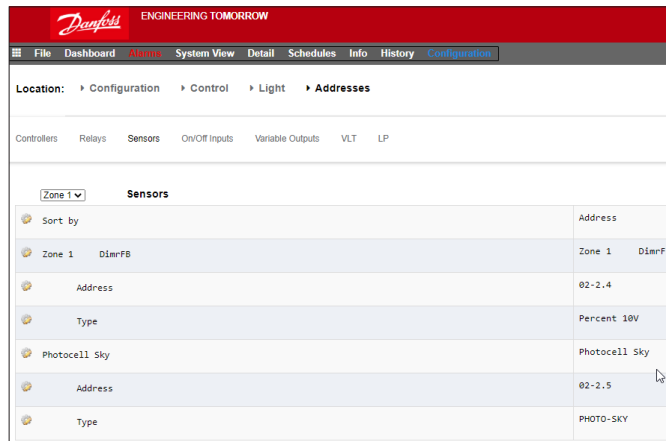 Danfoss ENGINEERING TOMORROW
File Dashboard Alarms System View Detail Schedules Info History Configuration
Location: Configuration Control Light Addresses
Controllers Relays Sensors On/Off Inputs Variable Outputs VLT LP
Zone 1 Sensors
Sort by Address
Zone 1 DimrFB Zone 1 DimrF
Address 02-2.4
Type Percent 10V
Photocell Sky Photocell Sky
Address 02-2.5
Type PHOTO-SKY